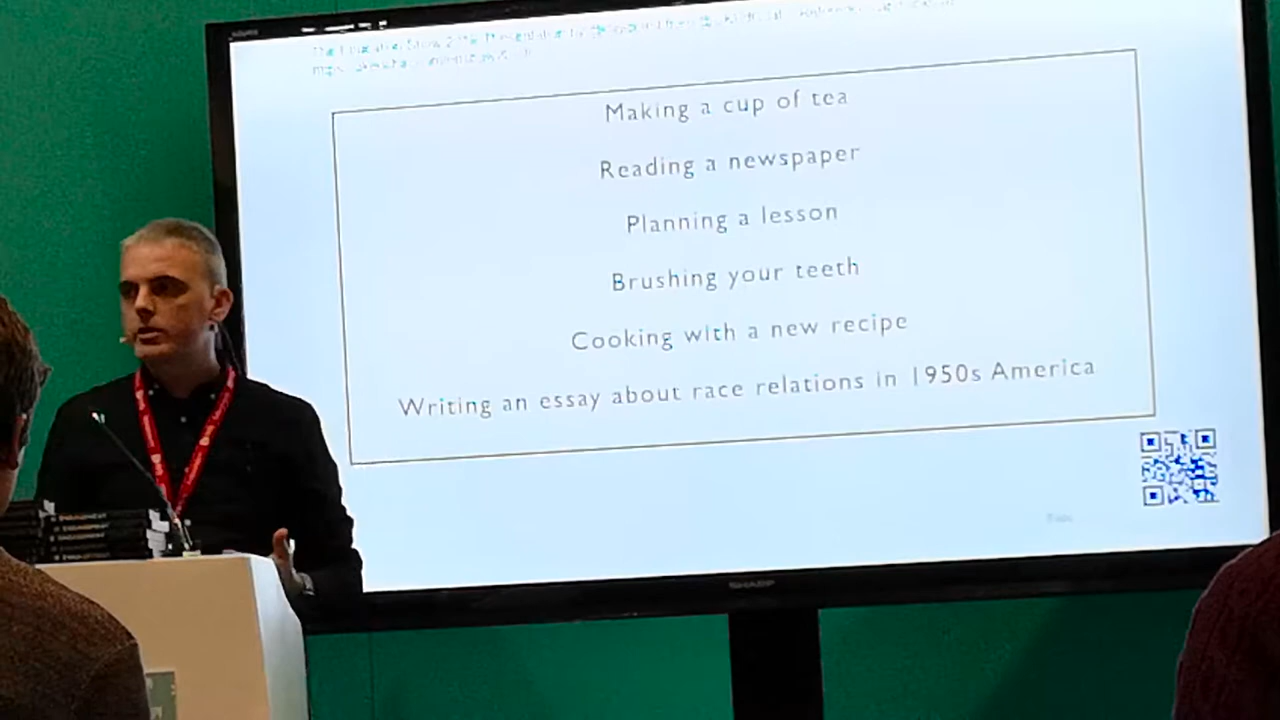 Making a cup of tea
Reading a newspaper
Planning a lesson
Brushing your teeth
Cooking with a new recipe
Writing an essay about race relations in 1950s America
SHARP